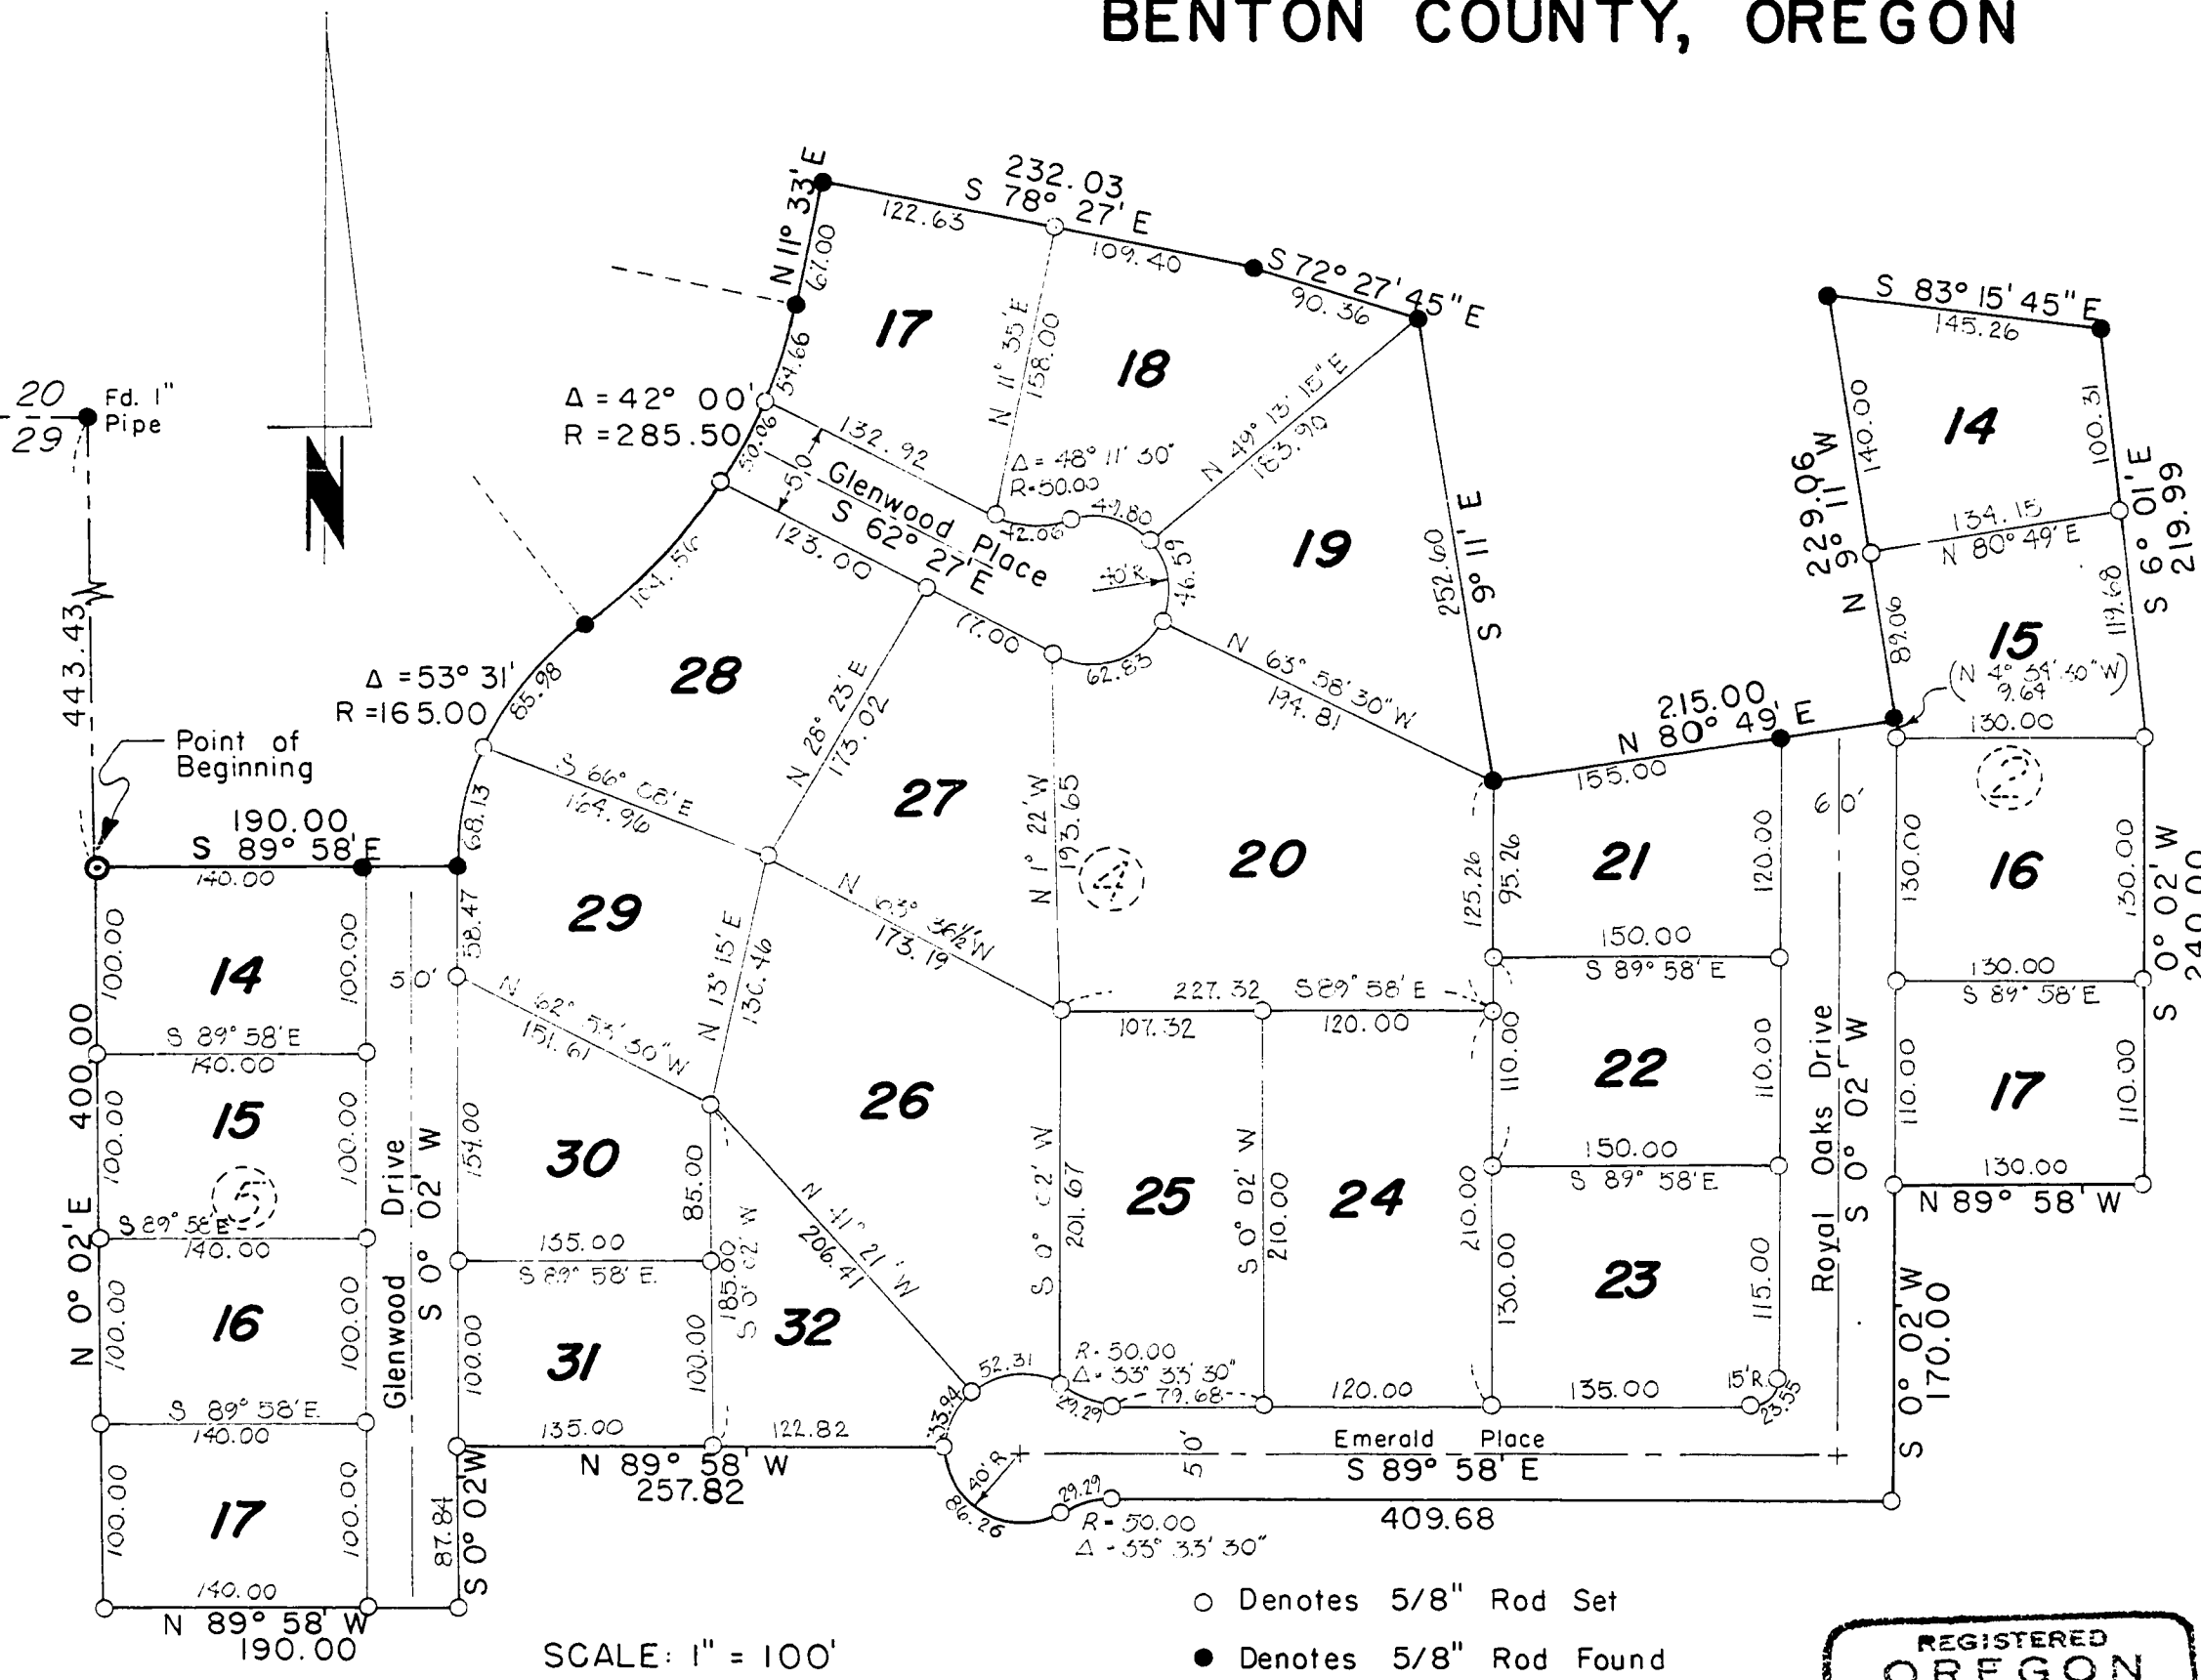 BENTON COUNTY, OREGON
20
29
Fd. 1"
Pipe
443.43
N
Point of
Beginning
190.00
S 89° 58' E
140.00
N 0° 02' E 400.00
100.00
14
100.00
S 89° 58' E
140.00
100.00
15
100.00
5
S 89° 58' E
140.00
100.00
16
100.00
S 89° 58' E
140.00
100.00
17
100.00
140.00
N 89° 58' W
190.00
50'
Glenwood Drive
S 0° 02' W
58.47
154.00
100.00
87.84
S 0° 02' W
N 11° 33' E
67.00
54.66
50.06
Δ = 42° 00'
R = 285.50
104.56
Δ = 53° 31'
R = 165.00
85.98
68.13
232.03
S 78° 27' E
122.63
109.40
S 72° 27' 45" E
90.36
17
158.00
18
N 49° 13' 15" E
183.90
132.92
50
Glenwood Place
S 62° 27' E
123.00
77.00
Δ = 48° 11' 30"
R = 50.00
42.06
49.80
46.59
40' R.
62.83
19
252.60
S 9° 11' E
N 63° 58' 30" W
194.81
28
N 28° 23' E
173.02
S 66° 08' E
164.96
27
N 1° 22' W
193.65
4
20
29
N 13° 15' E
130.46
N 63° 36½' W
173.19
N 62° 53' 30" W
151.61
30
85.00
135.00
S 89° 58' E
185.00
S 0° 02' W
31
100.00
135.00
N 89° 58' W
257.82
122.82
32
N 41° 21' W
206.41
26
227.32
S 89° 58' E
107.32
120.00
S 0° 02' W
201.67
25
S 0° 02' W
210.00
24
210.00
52.31
33.94
R = 50.00
Δ = 33° 33' 30"
29.29
79.68
120.00
135.00
15' R.
23.55
40' R.
86.26
29.29
R = 50.00
Δ = 33° 33' 30"
50'
Emerald Place
S 89° 58' E
409.68
215.00
N 80° 49' E
155.00
125.26
95.26
21
120.00
150.00
S 89° 58' E
110.00
22
110.00
150.00
S 89° 58' E
130.00
23
115.00
60'
Royal Oaks Drive
S 0° 02' W
S 83° 15' 45" E
145.26
229.06
N 9° 11' W
140.00
14
100.31
S 6° 01' E
219.99
134.15
N 80° 49' E
89.06
15
119.68
(N 4° 54' 30" W)
9.64
130.00
2
130.00
16
130.00
S 0° 02' W
240.00
130.00
S 89° 58' E
110.00
17
110.00
130.00
N 89° 58' W
S 0° 02' W
170.00
SCALE: 1" = 100'
○ Denotes 5/8" Rod Set
● Denotes 5/8" Rod Found
REGISTERED
OREGON